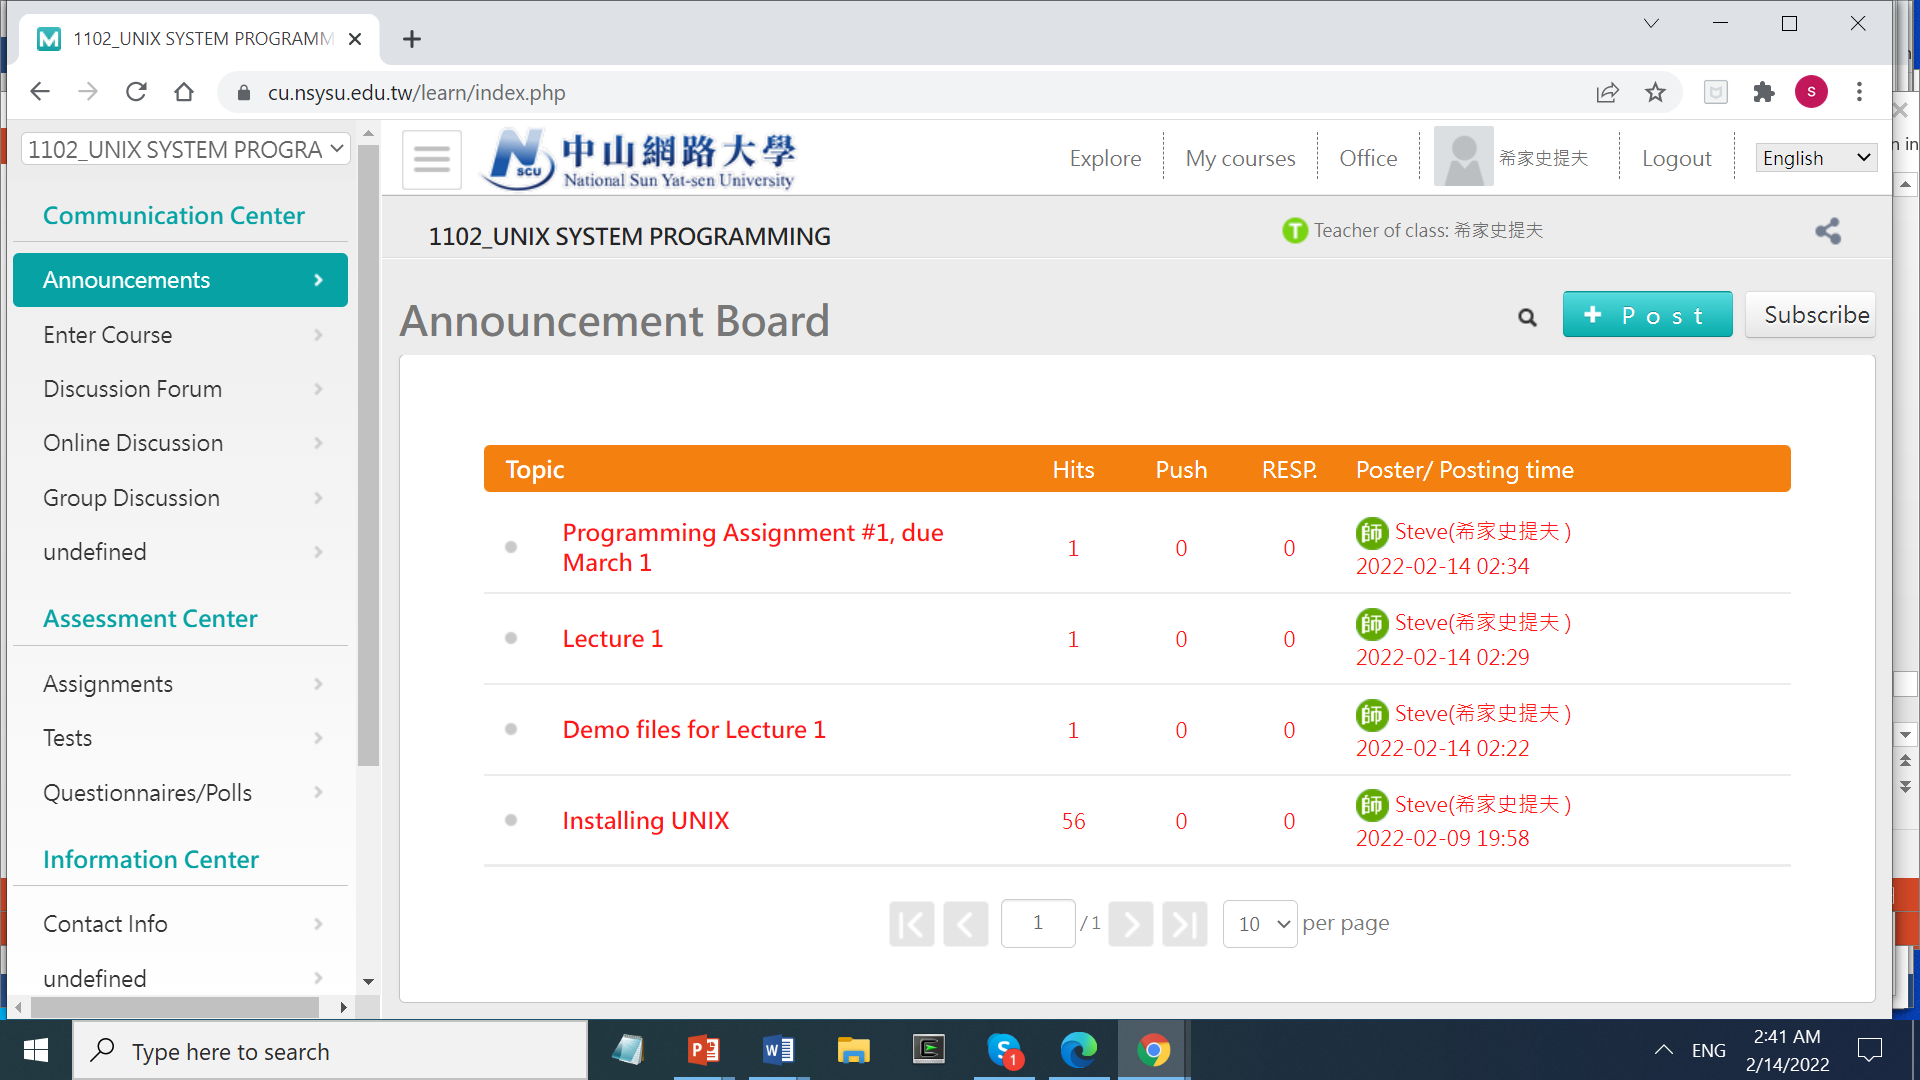 1102_UNIX SYSTEM PROGRAMM
cu.nsysu.edu.tw/learn/index.php
S
1102_UNIX SYSTEM PROGRA
N
SCU
中山網路大學
National Sun Yat-sen University
Explore
My courses
Office
希家史提夫
Logout
English
Communication Center
Announcements
Enter Course
Discussion Forum
Online Discussion
Group Discussion
undefined
Assessment Center
Assignments
Tests
Questionnaires/Polls
Information Center
Contact Info
undefined
1102_UNIX SYSTEM PROGRAMMING
T Teacher of class: 希家史提夫
Announcement Board
+ Post
Subscribe
Topic Hits Push RESP. Poster/ Posting time
Programming Assignment #1, due
March 1
1 0 0
師 Steve(希家史提夫 )
2022-02-14 02:34
Lecture 1
1 0 0
師 Steve(希家史提夫 )
2022-02-14 02:29
Demo files for Lecture 1
1 0 0
師 Steve(希家史提夫 )
2022-02-14 02:22
Installing UNIX
56 0 0
師 Steve(希家史提夫 )
2022-02-09 19:58
1 / 1
10 per page
n in
Type here to search
1
ENG
2:41 AM
2/14/2022